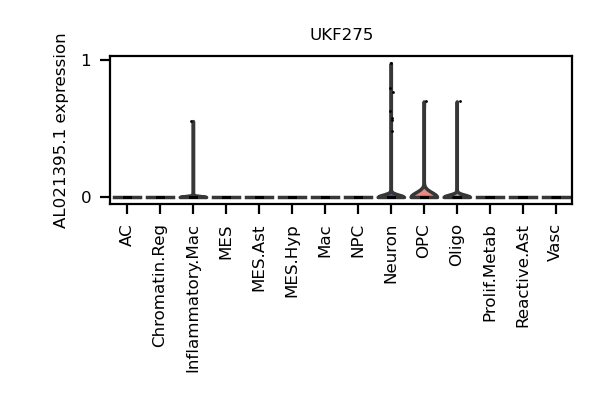 UKF275
AL021395.1 expression
1
0
AC
Chromatin.Reg
Inflammatory.Mac
MES
MES.Ast
MES.Hyp
Mac
NPC
Neuron
OPC
Oligo
Prolif.Metab
Reactive.Ast
Vasc